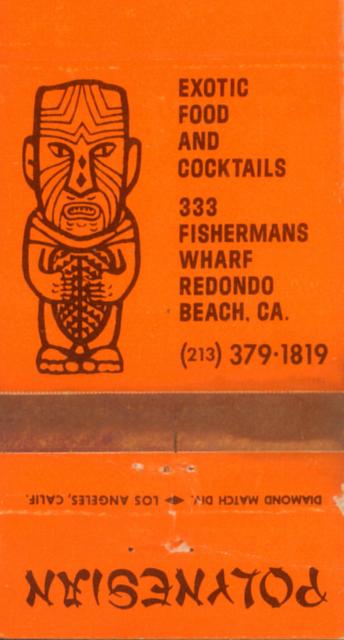 EXOTIC
FOOD
AND
COCKTAILS
333
FISHERMANS
WHARF
REDONDO
BEACH, CA.
(213) 379-1819
DIAMOND MATCH DIV. LOS ANGELES, CALIF.
POLYNESIAN